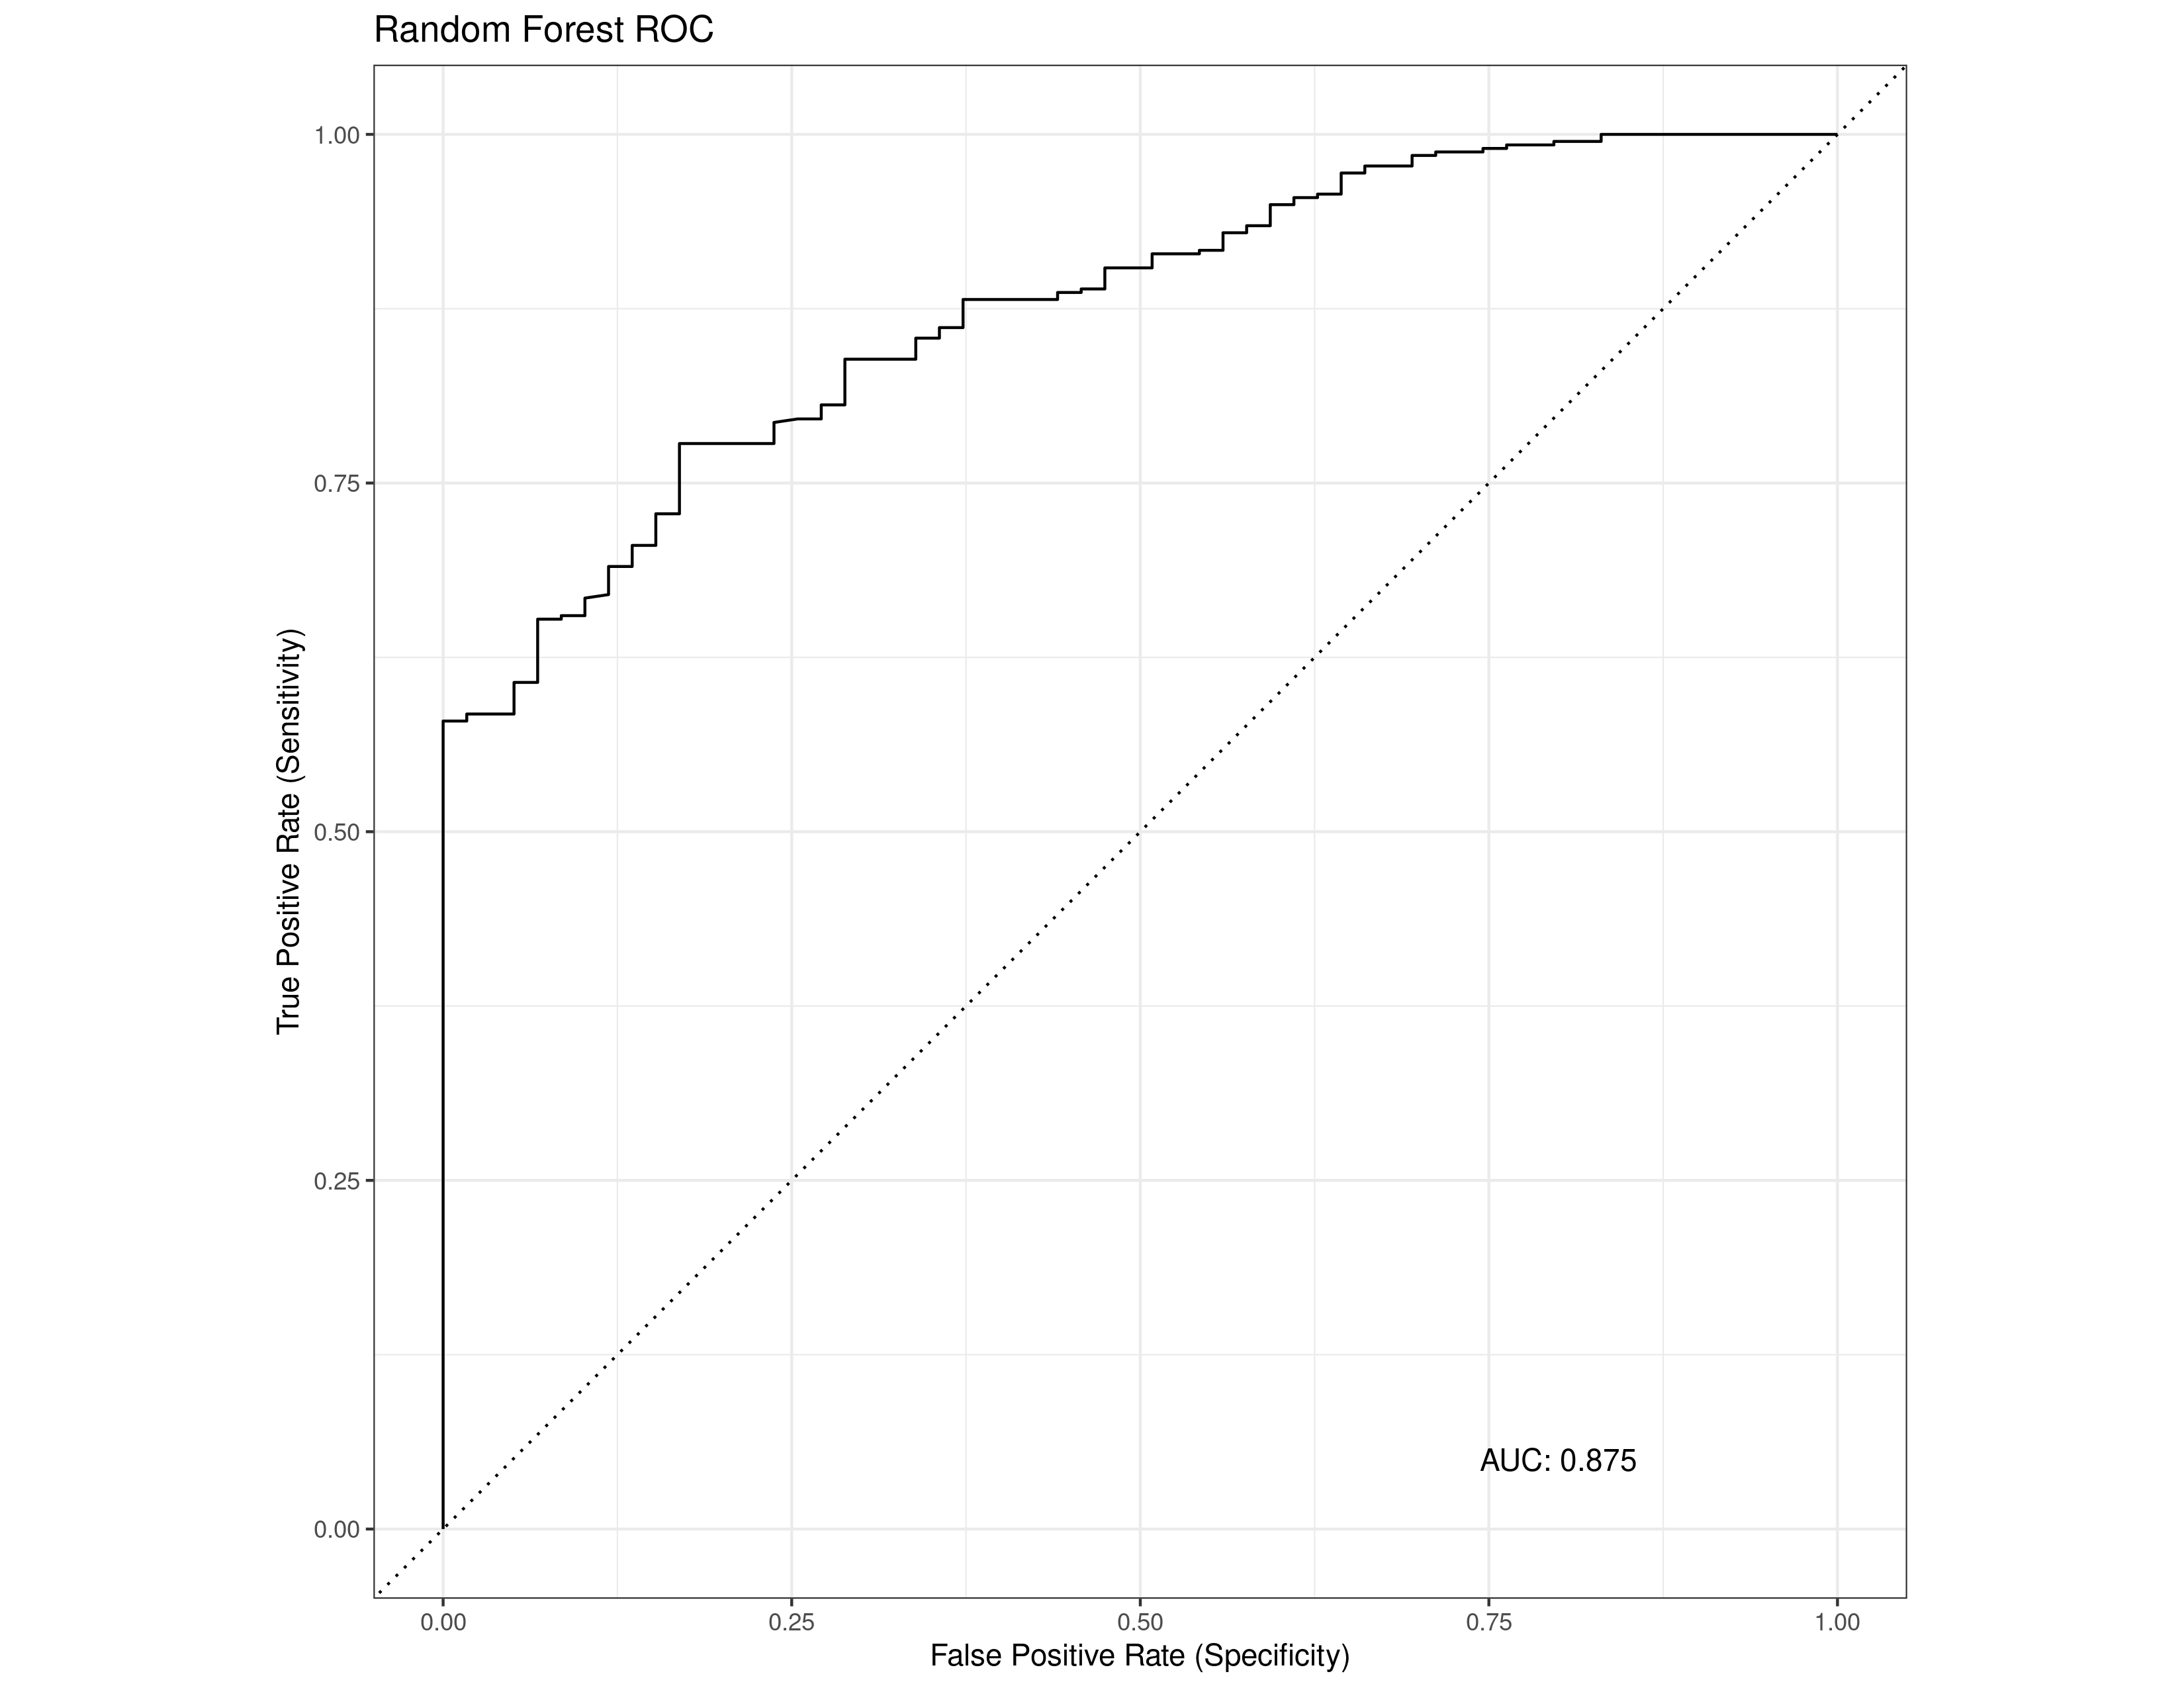 Random Forest ROC
1.00
0.75
0.50
0.25
0.00
True Positive Rate (Sensitivity)
AUC: 0.875
0.00 0.25 0.50 0.75 1.00
False Positive Rate (Specificity)